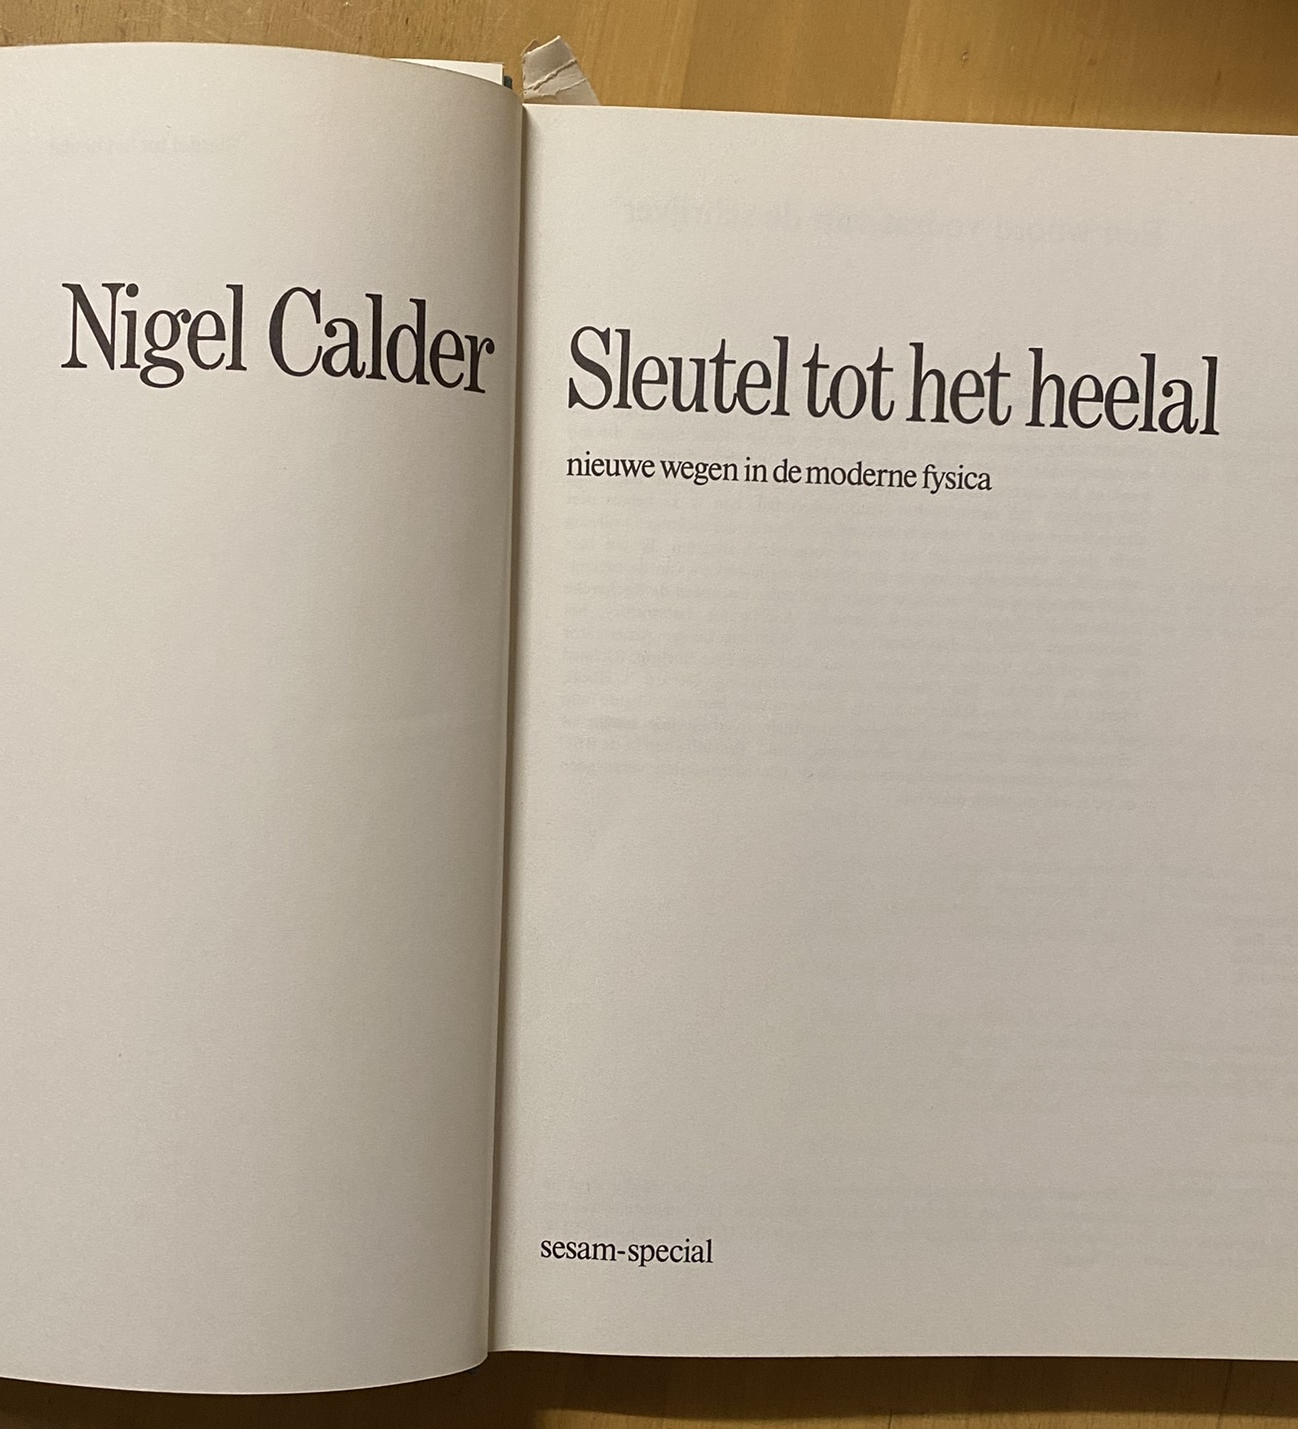 Nigel Calder
Sleutel tot het heelal
nieuwe wegen in de moderne fysica
sesam-special